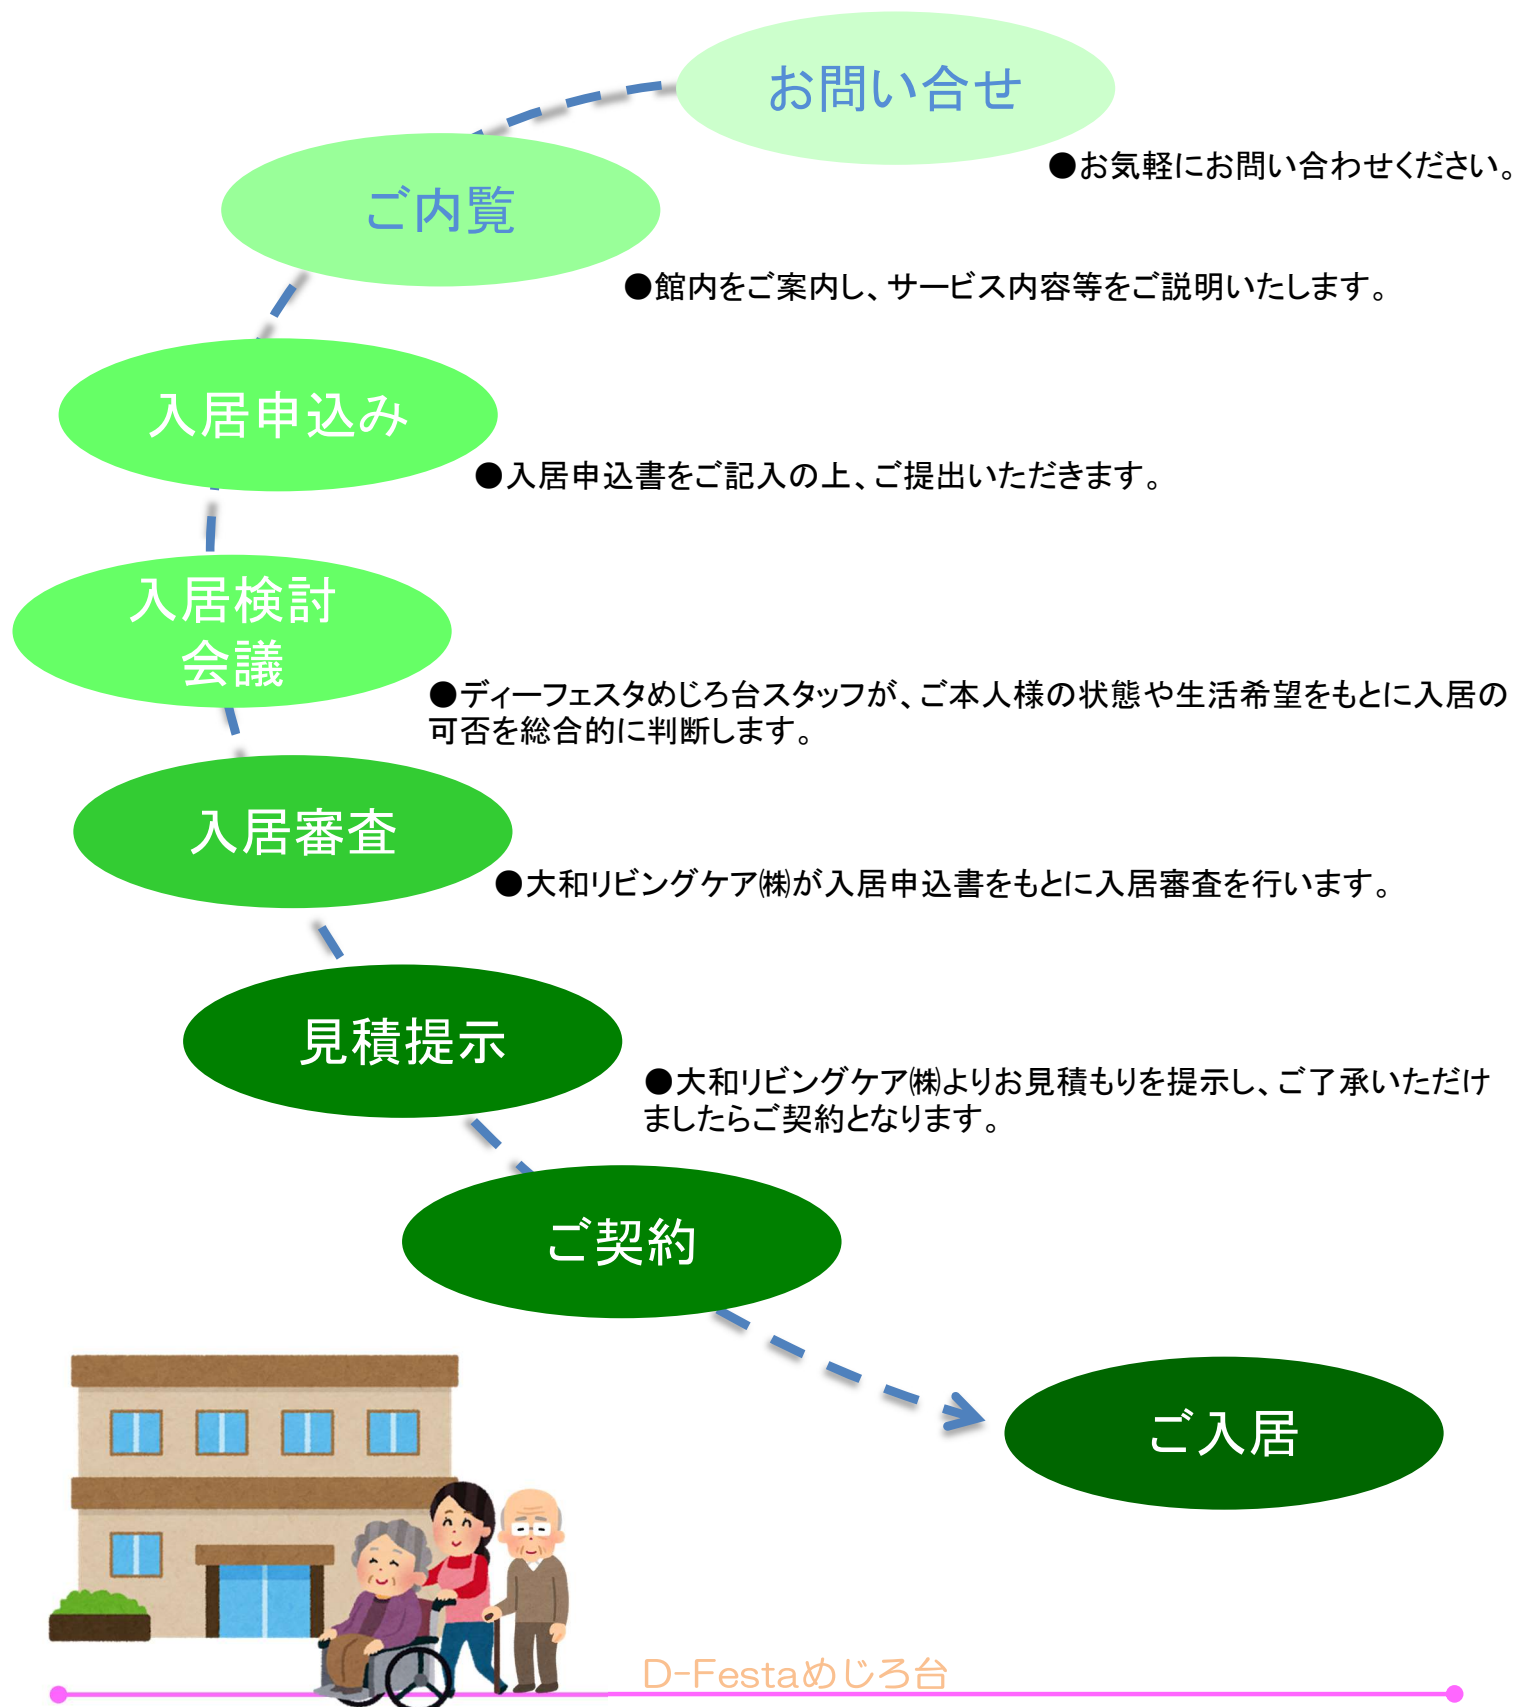 お問い合せ
●お気軽にお問い合わせください。
ご内覧
●館内をご案内し、サービス内容等をご説明いたします。
入居申込み
●入居申込書をご記入の上、ご提出いただきます。
入居検討
会議
●ディーフェスタめじろ台スタッフが、ご本人様の状態や生活希望をもとに入居の
可否を総合的に判断します。
入居審査
●大和リビングケア㈱が入居申込書をもとに入居審査を行います。
見積提示
●大和リビングケア㈱よりお見積もりを提示し、ご了承いただけ
ましたらご契約となります。
ご契約
ご入居
D-Festaめじろ台